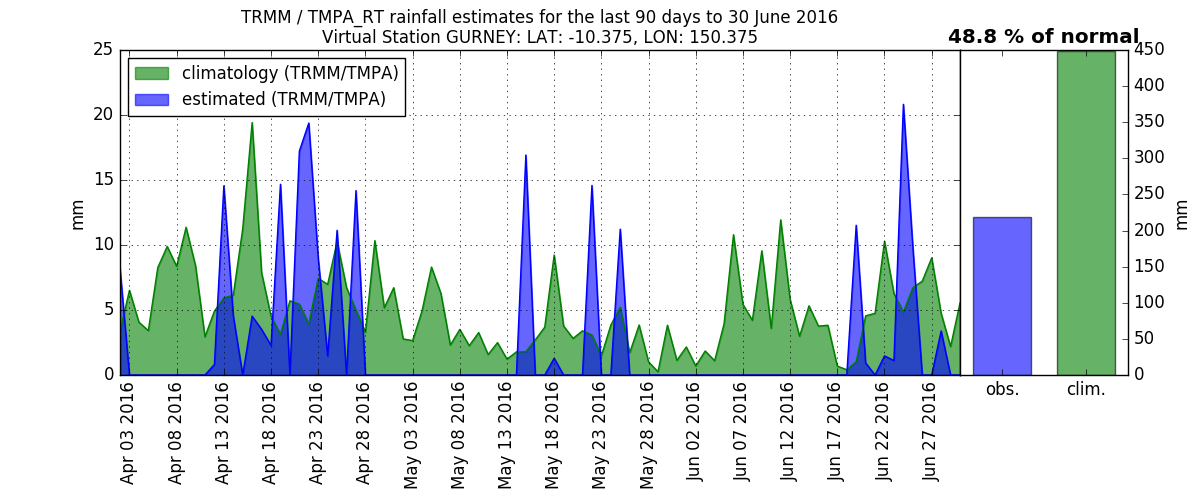 TRMM / TMPA_RT rainfall estimates for the last 90 days to 30 June 2016
Virtual Station GURNEY: LAT: -10.375, LON: 150.375
48.8 % of normal
climatology (TRMM/TMPA)
estimated (TRMM/TMPA)
25
20
15
10
5
0
mm
Apr 03 2016
Apr 08 2016
Apr 13 2016
Apr 18 2016
Apr 23 2016
Apr 28 2016
May 03 2016
May 08 2016
May 13 2016
May 18 2016
May 23 2016
May 28 2016
Jun 02 2016
Jun 07 2016
Jun 12 2016
Jun 17 2016
Jun 22 2016
Jun 27 2016
obs.
clim.
450
400
350
300
250
200
150
100
50
0
mm